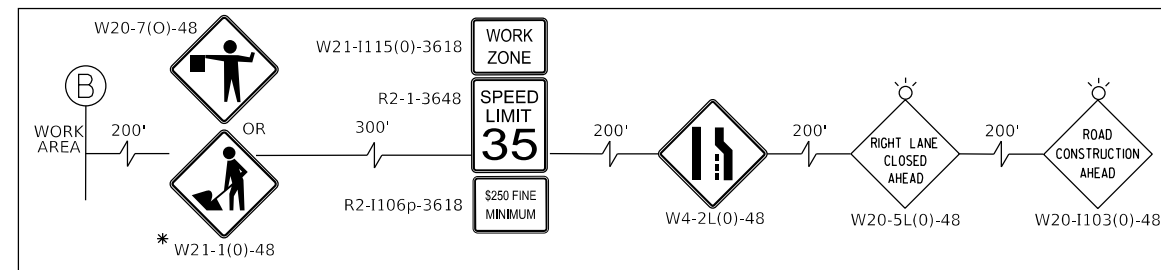 W20-7(O)-48
B
WORK
AREA
200'
OR
* W21-1(O)-48
300'
W21-I115(O)-3618
WORK
ZONE
R2-1-3648
SPEED
LIMIT
35
R2-I106p-3618
$250 FINE
MINIMUM
200'
W4-2L(O)-48
200'
RIGHT LANE
CLOSED
AHEAD
W20-5L(O)-48
200'
ROAD
CONSTRUCTION
AHEAD
W20-I103(O)-48